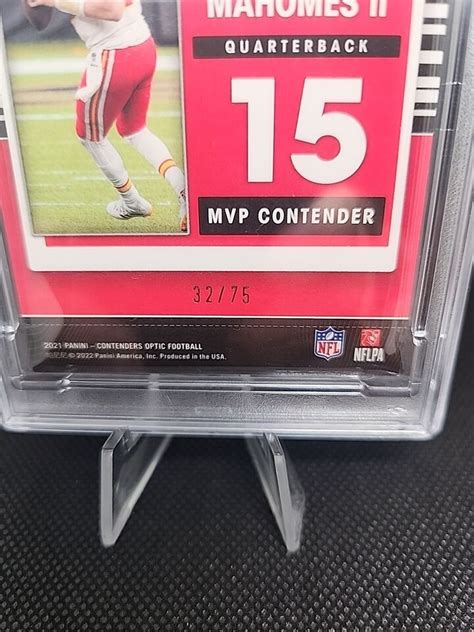 MAHOMES II
QUARTERBACK
15
MVP CONTENDER
32/75
2021 PANINI – CONTENDERS OPTIC FOOTBALL
© 2022 Panini America, Inc. Produced in the USA.
NFL
NFLPA